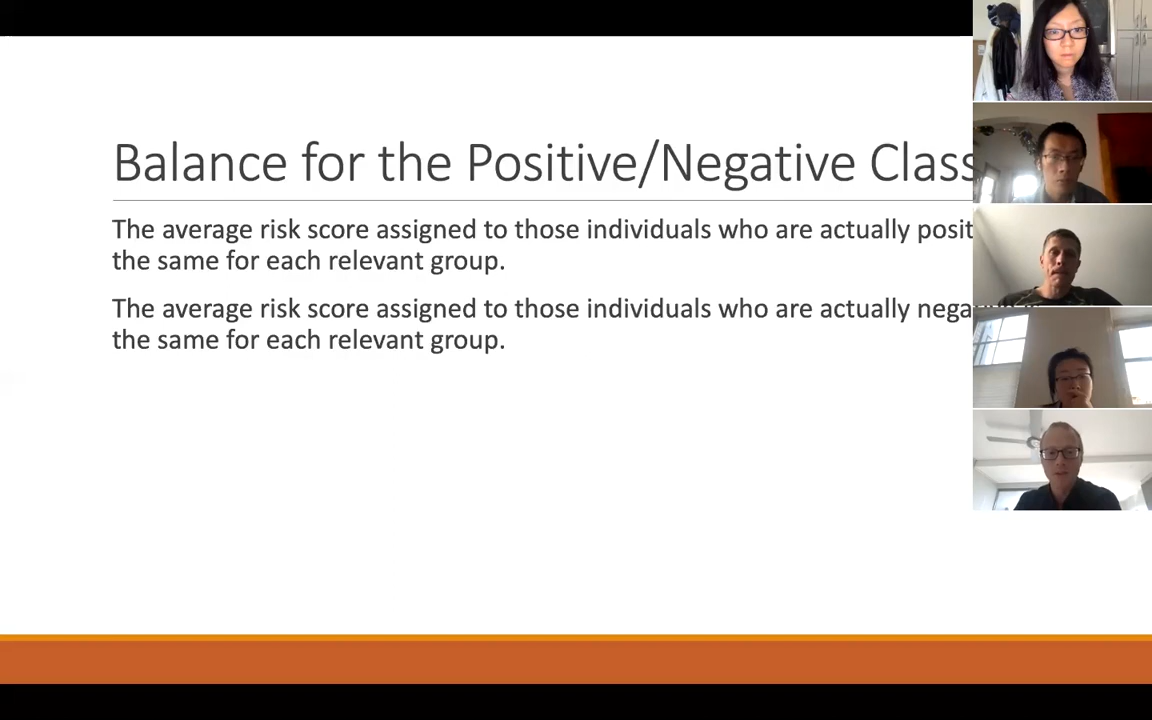 Balance for the Positive/Negative Class
The average risk score assigned to those individuals who are actually
the same for each relevant group.
The average risk score assigned to those individuals who are actually
the same for each relevant group.